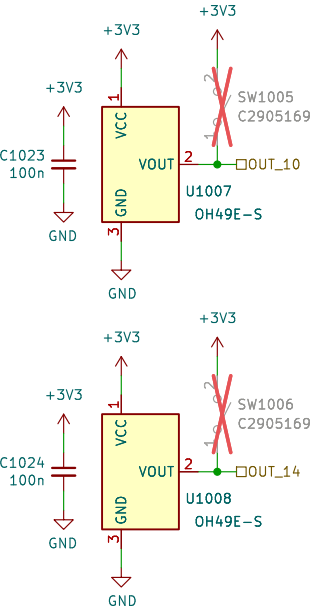 +3V3
+3V3
+3V3
1
VCC
2
1
SW1005
C2905169
C1023
100n
VOUT
2
OUT_10
GND
U1007
OH49E-S
GND
3
GND
+3V3
+3V3
+3V3
1
VCC
2
1
SW1006
C2905169
C1024
100n
VOUT
2
OUT_14
GND
U1008
OH49E-S
GND
3
GND